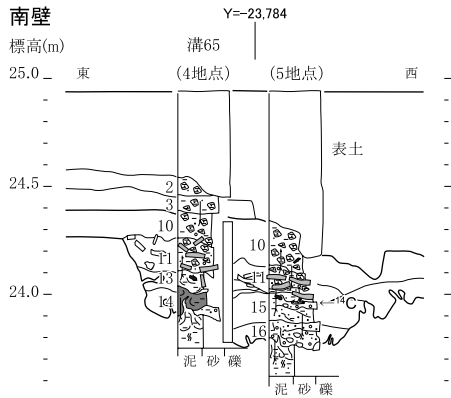 南壁
Y=-23,784
標高(m)
溝65
25.0
東
(4地点)
(5地点)
西
表土
24.5
2
3
10
10
11
11
13
24.0
14
15
¹⁴C
16
泥 砂 礫
泥 砂 礫